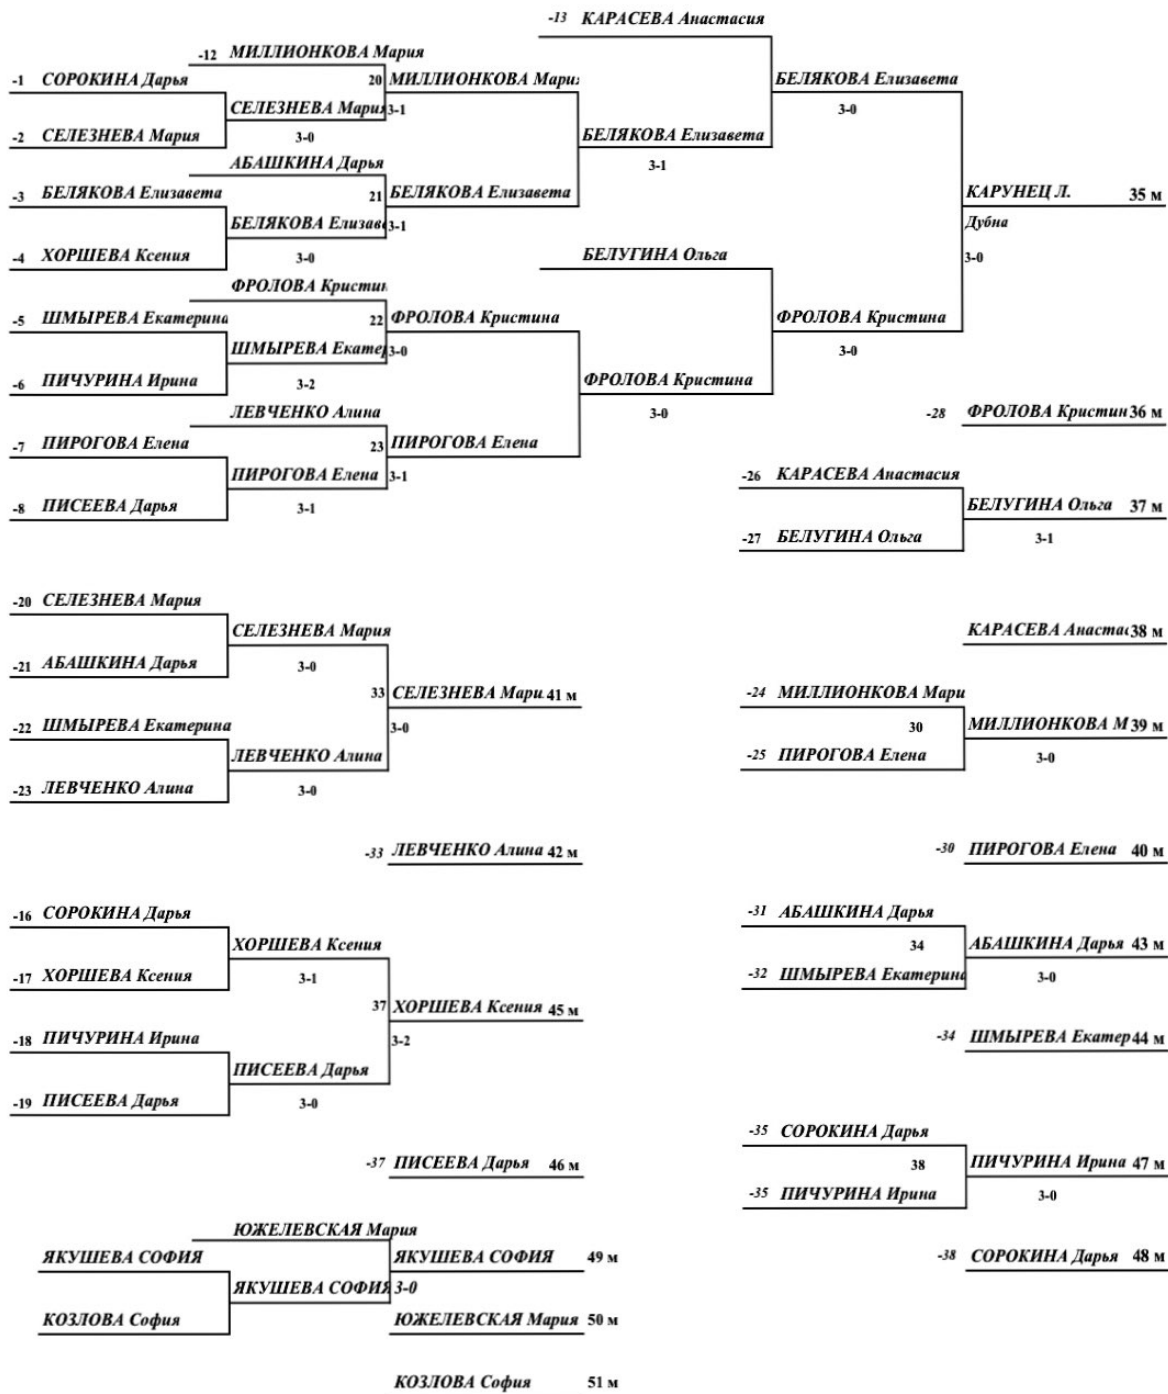 -13 КАРАСЕВА Анастасия
-12 МИЛЛИОНКОВА Мария
-1 СОРОКИНА Дарья
20 МИЛЛИОНКОВА Мария
БЕЛЯКОВА Елизавета
СЕЛЕЗНЕВА Мария 3-1
3-0
-2 СЕЛЕЗНЕВА Мария
3-0
БЕЛЯКОВА Елизавета
АБАШКИНА Дарья
3-1
-3 БЕЛЯКОВА Елизавета
21 БЕЛЯКОВА Елизавета
КАРУНЕЦ Л. 35 м
БЕЛЯКОВА Елизаве 3-1
Дубна
-4 ХОРШЕВА Ксения
3-0
БЕЛУГИНА Ольга
3-0
ФРОЛОВА Кристин
-5 ШМЫРЕВА Екатерина
22 ФРОЛОВА Кристина
ФРОЛОВА Кристина
ШМЫРЕВА Екатер 3-0
3-0
-6 ПИЧУРИНА Ирина
3-2
ФРОЛОВА Кристина
ЛЕВЧЕНКО Алина
3-0
-28 ФРОЛОВА Кристин 36 м
-7 ПИРОГОВА Елена
23 ПИРОГОВА Елена
ПИРОГОВА Елена 3-1
-26 КАРАСЕВА Анастасия
-8 ПИСЕЕВА Дарья
3-1
БЕЛУГИНА Ольга 37 м
-27 БЕЛУГИНА Ольга
3-1
-20 СЕЛЕЗНЕВА Мария
СЕЛЕЗНЕВА Мария
КАРАСЕВА Анастас 38 м
-21 АБАШКИНА Дарья
3-0
33 СЕЛЕЗНЕВА Мари 41 м
-24 МИЛЛИОНКОВА Мари
-22 ШМЫРЕВА Екатерина
3-0
30
МИЛЛИОНКОВА М 39 м
ЛЕВЧЕНКО Алина
-25 ПИРОГОВА Елена
3-0
-23 ЛЕВЧЕНКО Алина
3-0
-33 ЛЕВЧЕНКО Алина 42 м
-30 ПИРОГОВА Елена 40 м
-16 СОРОКИНА Дарья
-31 АБАШКИНА Дарья
ХОРШЕВА Ксения
34
АБАШКИНА Дарья 43 м
-17 ХОРШЕВА Ксения
3-1
-32 ШМЫРЕВА Екатерина
3-0
37 ХОРШЕВА Ксения 45 м
-18 ПИЧУРИНА Ирина
3-2
-34 ШМЫРЕВА Екатер 44 м
ПИСЕЕВА Дарья
-19 ПИСЕЕВА Дарья
3-0
-35 СОРОКИНА Дарья
-37 ПИСЕЕВА Дарья 46 м
38
ПИЧУРИНА Ирина 47 м
-35 ПИЧУРИНА Ирина
3-0
ЮЖЕЛЕВСКАЯ Мария
ЯКУШЕВА СОФИЯ
ЯКУШЕВА СОФИЯ 49 м
-38 СОРОКИНА Дарья 48 м
ЯКУШЕВА СОФИЯ 3-0
КОЗЛОВА София
ЮЖЕЛЕВСКАЯ Мария 50 м
КОЗЛОВА София 51 м